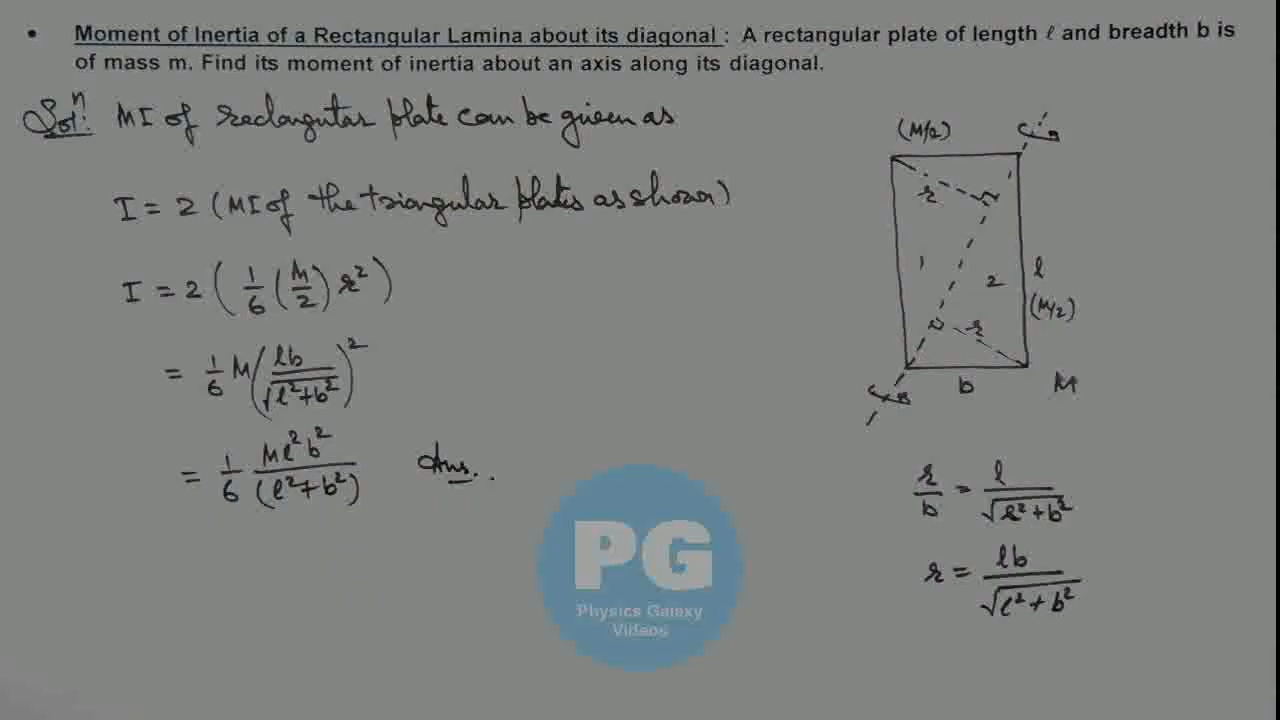 • Moment of Inertia of a Rectangular Lamina about its diagonal : A rectangular plate of length ℓ and breadth b is
of mass m. Find its moment of inertia about an axis along its diagonal.
Solⁿ: MI of rectangular plate can be given as
I = 2 (MI of the triangular plates as shown)
I = 2 ( 1/6 (M/2) r² )
= 1/6 M ( lb / √(l²+b²) )²
= 1/6 Ml²b² / (l²+b²) Ans..
(M/2)
r
1
2
l
(M/2)
r
b
M
r/b = l / √(l²+b²)
r = lb / √(l²+b²)
PG
Physics Galaxy
Videos